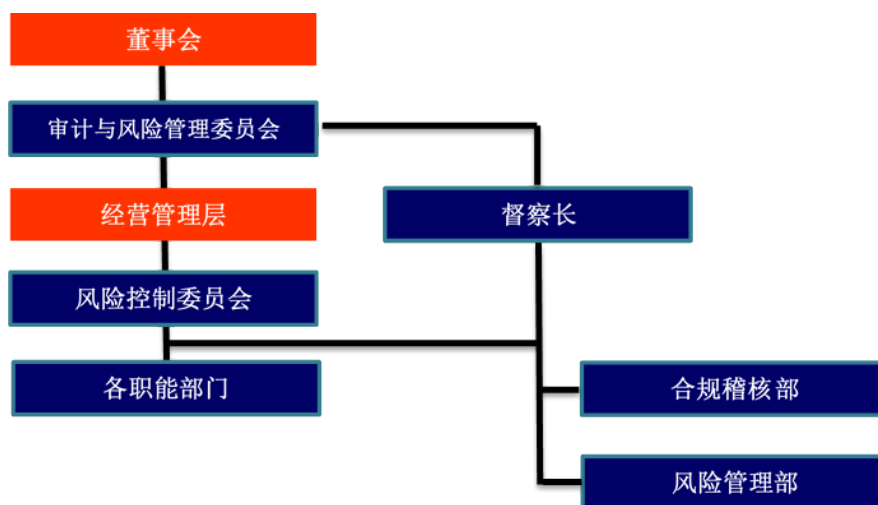 董事会
审计与风险管理委员会
经营管理层
督察长
风险控制委员会
各职能部门
合规稽核部
风险管理部